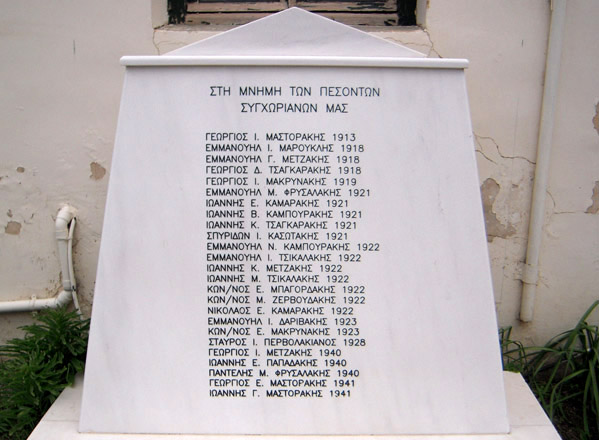 ΣΤΗ ΜΝΗΜΗ ΤΩΝ ΠΕΣΟΝΤΩΝ
ΣΥΓΧΩΡΙΑΝΩΝ ΜΑΣ
ΓΕΩΡΓΙΟΣ Ι. ΜΑΣΤΟΡΑΚΗΣ 1913
ΕΜΜΑΝΟΥΗΛ Ι. ΜΑΡΟΥΚΛΗΣ 1918
ΕΜΜΑΝΟΥΗΛ Γ. ΜΕΤΖΑΚΗΣ 1918
ΓΕΩΡΓΙΟΣ Δ. ΤΣΑΓΚΑΡΑΚΗΣ 1918
ΓΕΩΡΓΙΟΣ Ι. ΜΑΚΡΥΝΑΚΗΣ 1919
ΕΜΜΑΝΟΥΗΛ Μ. ΦΡΥΣΑΛΑΚΗΣ 1921
ΙΩΑΝΝΗΣ Ε. ΚΑΜΑΡΑΚΗΣ 1921
ΙΩΑΝΝΗΣ Β. ΚΑΜΠΟΥΡΑΚΗΣ 1921
ΙΩΑΝΝΗΣ Κ. ΤΣΑΓΚΑΡΑΚΗΣ 1921
ΣΠΥΡΙΔΩΝ Ι. ΚΑΣΩΤΑΚΗΣ 1921
ΕΜΜΑΝΟΥΗΛ Ν. ΚΑΜΠΟΥΡΑΚΗΣ 1922
ΕΜΜΑΝΟΥΗΛ Ι. ΤΣΙΚΑΛΑΚΗΣ 1922
ΙΩΑΝΝΗΣ Κ. ΜΕΤΖΑΚΗΣ 1922
ΙΩΑΝΝΗΣ Μ. ΤΣΙΚΑΛΑΚΗΣ 1922
ΚΩΝ/ΝΟΣ Ε. ΜΠΑΓΟΡΔΑΚΗΣ 1922
ΚΩΝ/ΝΟΣ Μ. ΖΕΡΒΟΥΔΑΚΗΣ 1922
ΝΙΚΟΛΑΟΣ Ε. ΚΑΜΑΡΑΚΗΣ 1922
ΕΜΜΑΝΟΥΗΛ Ι. ΔΑΡΙΒΑΚΗΣ 1923
ΚΩΝ/ΝΟΣ Ε. ΜΑΚΡΥΝΑΚΗΣ 1923
ΣΤΑΥΡΟΣ Ι. ΠΕΡΒΟΛΑΚΙΑΝΟΣ 1928
ΓΕΩΡΓΙΟΣ Ι. ΜΕΤΖΑΚΗΣ 1940
ΙΩΑΝΝΗΣ Ε. ΠΑΠΑΔΑΚΗΣ 1940
ΠΑΝΤΕΛΗΣ Μ. ΦΡΥΣΑΛΑΚΗΣ 1940
ΓΕΩΡΓΙΟΣ Ε. ΜΑΣΤΟΡΑΚΗΣ 1941
ΙΩΑΝΝΗΣ Γ. ΜΑΣΤΟΡΑΚΗΣ 1941